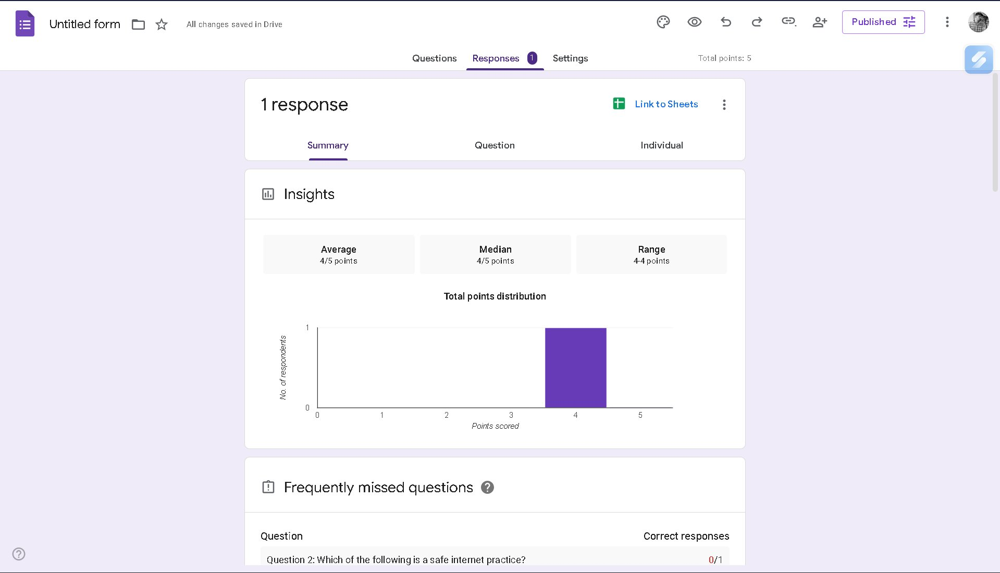 Untitled form
All changes saved in Drive
Published
Questions
Responses 1
Settings
Total points: 5
1 response
Link to Sheets
Summary
Question
Individual
Insights
Average
4/5 points
Median
4/5 points
Range
4-4 points
Total points distribution
No. of respondents
1
0
0 1 2 3 4 5
Points scored
Frequently missed questions
Question
Correct responses
Question 2: Which of the following is a safe internet practice?
0/1